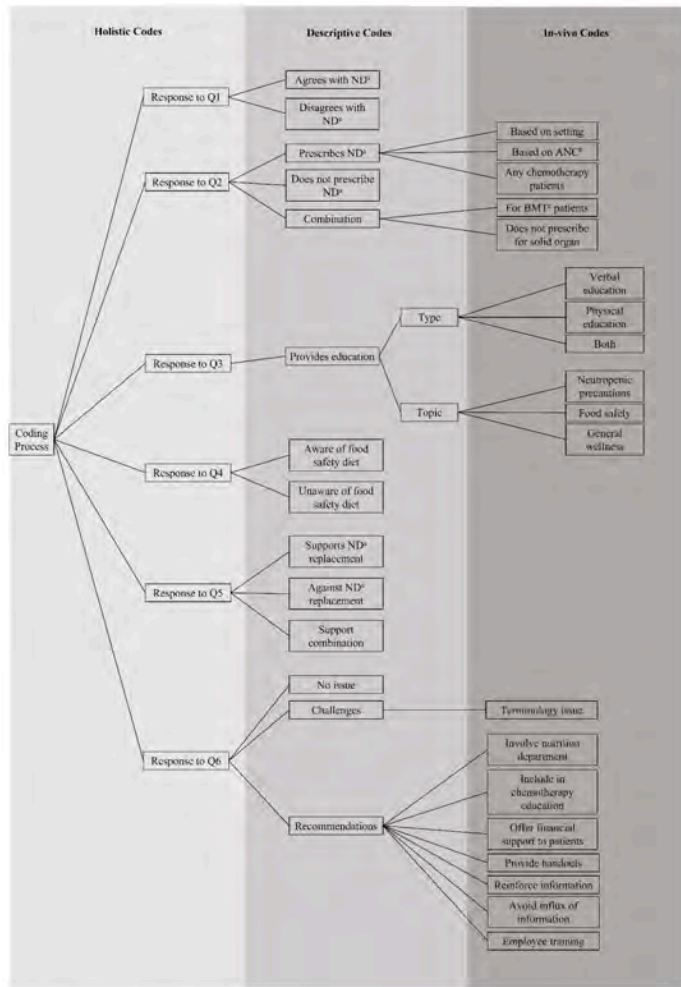 Holistic Codes
Descriptive Codes
In-vivo Codes
Coding
Process
Response to Q1
Agrees with NDᵃ
Disagrees with
NDᵃ
Response to Q2
Prescribes NDᵃ
Based on setting
Based on ANCᵇ
Any chemotherapy
patients
Does not prescribe
NDᵃ
Combination
For BMTᶜ patients
Does not prescribe
for solid organ
Response to Q3
Provides education
Type
Verbal
education
Physical
education
Both
Topic
Neutropenic
precautions
Food safety
General
wellness
Response to Q4
Aware of food
safety diet
Unaware of food
safety diet
Response to Q5
Supports NDᵃ
replacement
Against NDᵃ
replacement
Support
combination
Response to Q6
No issue
Challenges
Terminology issue
Recommendations
Involve nutrition
department
Include in
chemotherapy
education
Offer financial
support to patients
Provide handouts
Reinforce information
Avoid influx of
information
Employee training